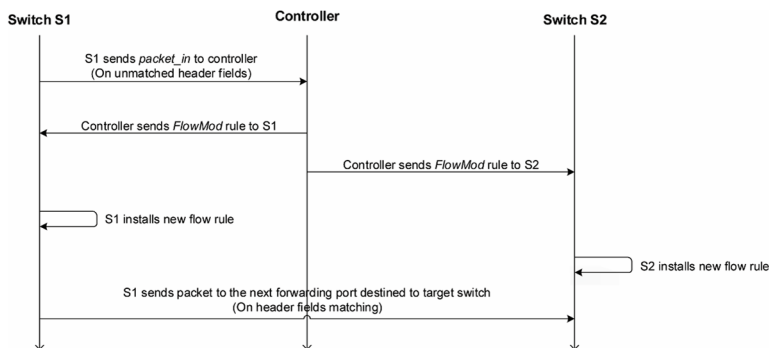 Switch S1
Controller
Switch S2
S1 sends packet_in to controller
(On unmatched header fields)
Controller sends FlowMod rule to S1
Controller sends FlowMod rule to S2
S1 installs new flow rule
S2 installs new flow rule
S1 sends packet to the next forwarding port destined to target switch
(On header fields matching)